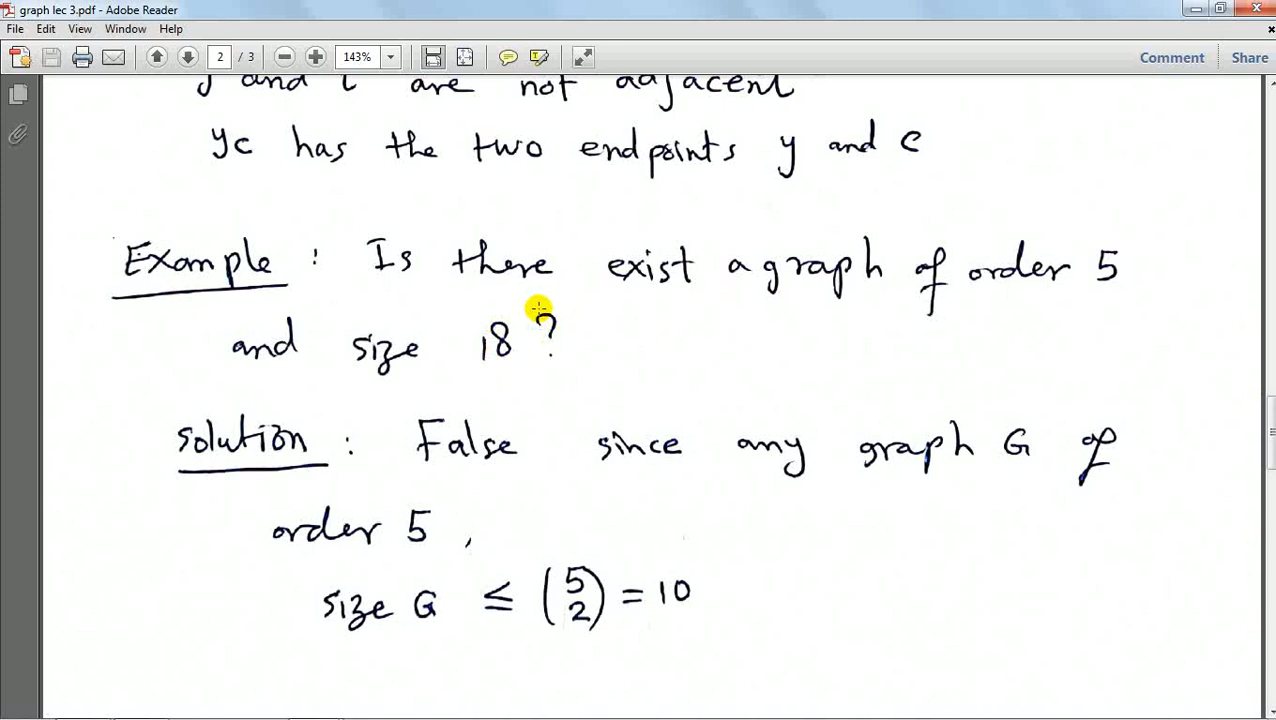 graph lec 3.pdf - Adobe Reader
File Edit View Window Help
2 / 3 143% Comment Share
and are not adjacent
yc has the two endpoints y and c
Example : Is there exist a graph of order 5
and size 18 ?
solution : False since any graph G of
order 5 ,
size G ≤ (5 2) = 10